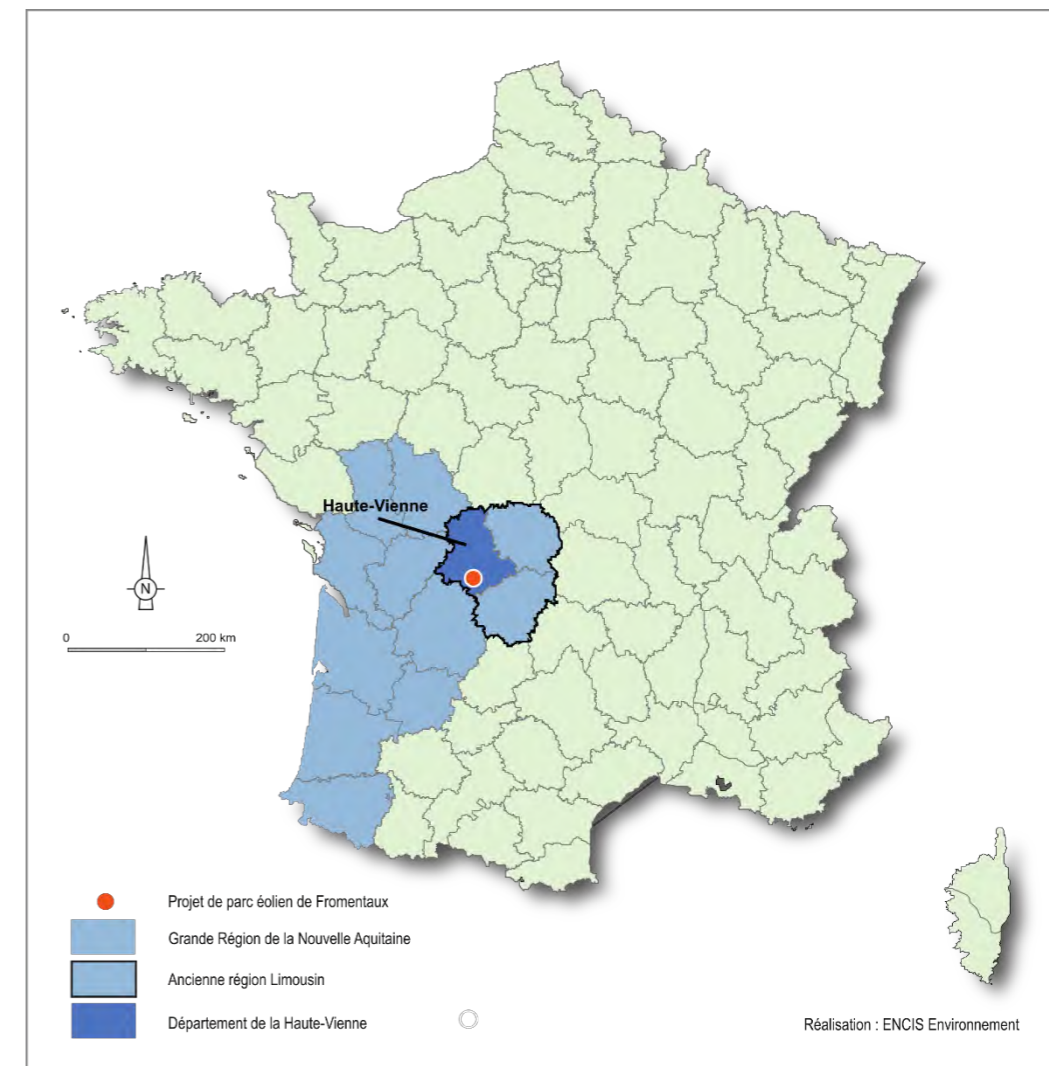 Haute-Vienne
N
0 200 km
Projet de parc éolien de Fromentaux
Grande Région de la Nouvelle Aquitaine
Ancienne région Limousin
Département de la Haute-Vienne
Réalisation : ENCIS Environnement